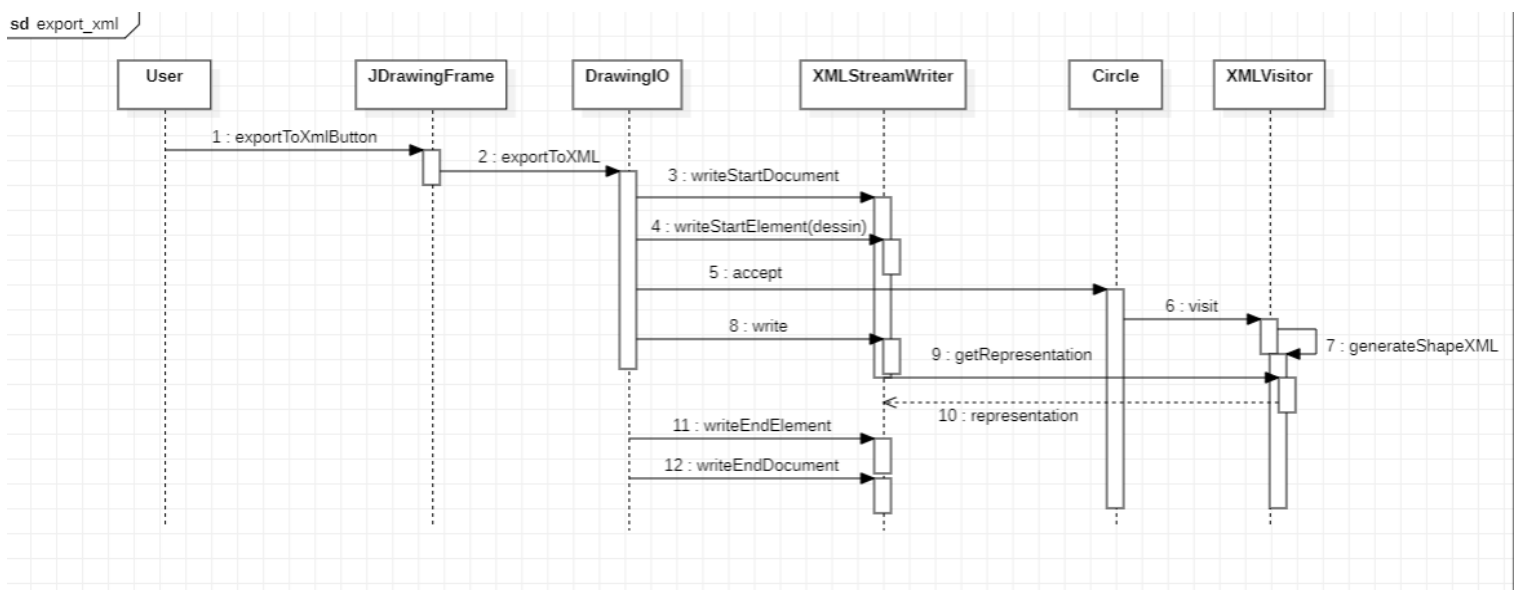 sd export_xml
User
JDrawingFrame
DrawingIO
XMLStreamWriter
Circle
XMLVisitor
1 : exportToXmlButton
2 : exportToXML
3 : writeStartDocument
4 : writeStartElement(dessin)
5 : accept
6 : visit
7 : generateShapeXML
8 : write
9 : getRepresentation
10 : representation
11 : writeEndElement
12 : writeEndDocument